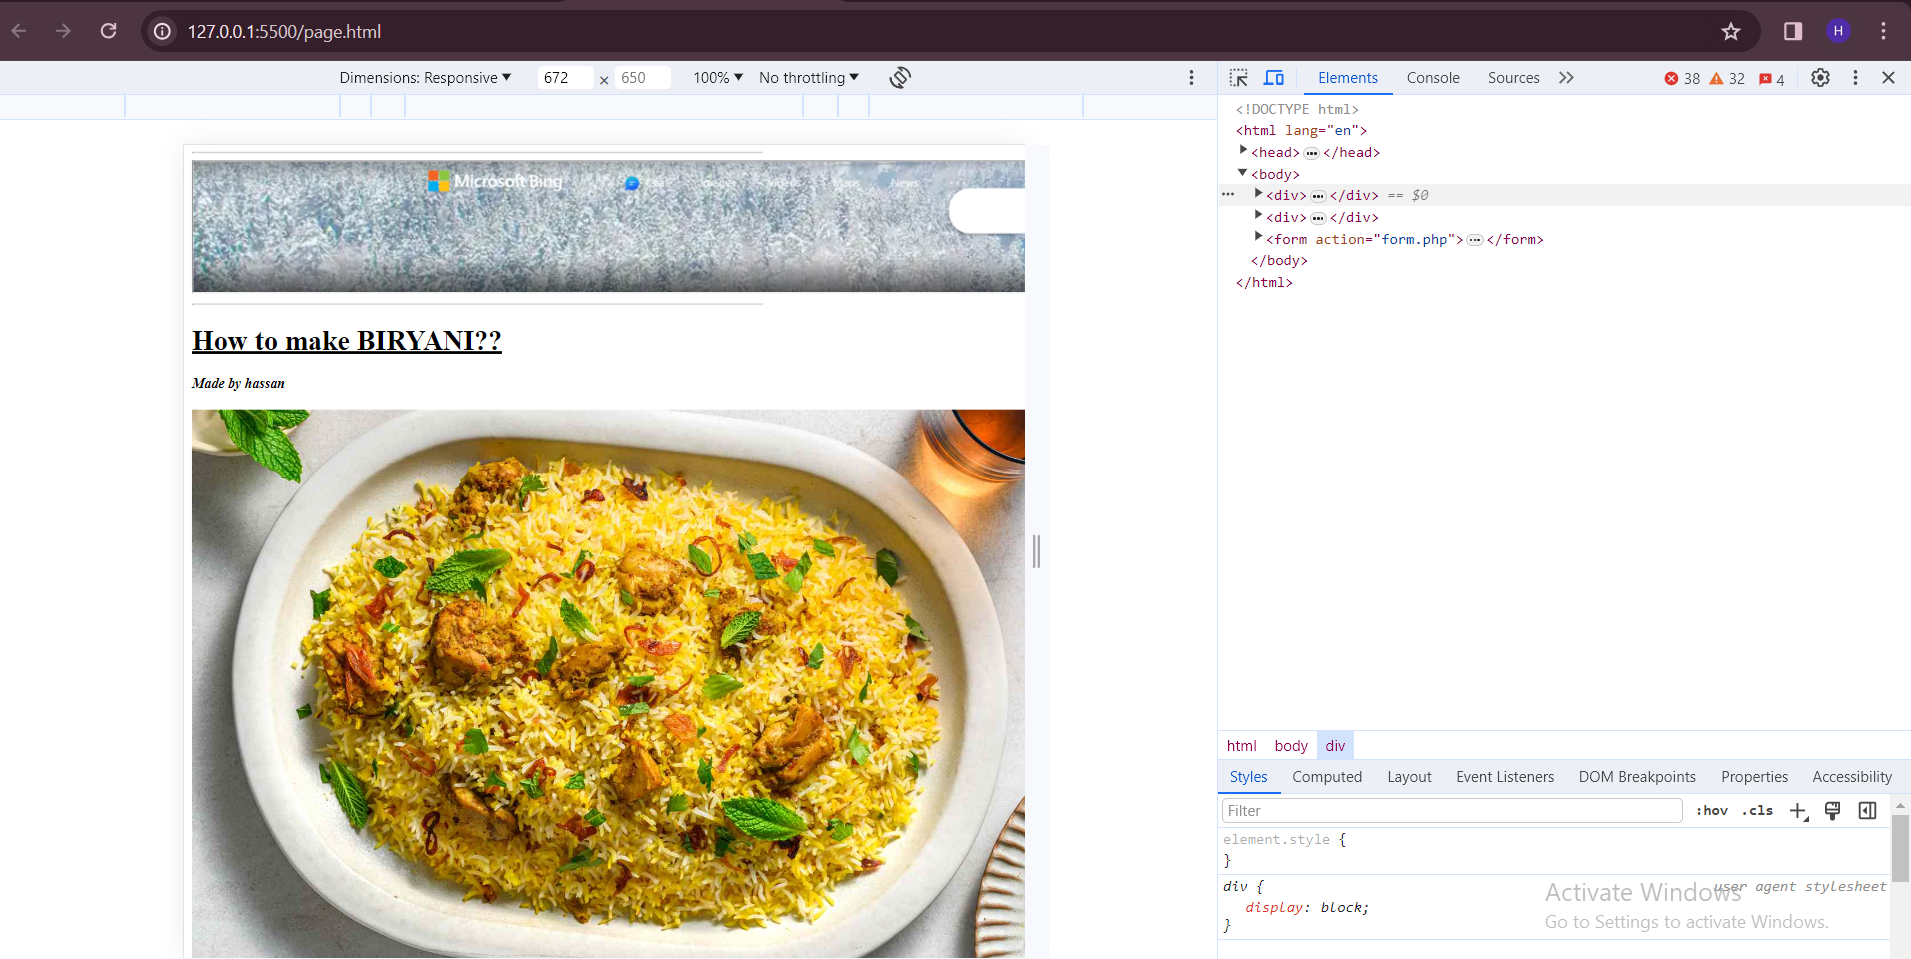 127.0.0.1:5500/page.html
H
Dimensions: Responsive ▼ 672 × 650 100% ▼ No throttling ▼
Elements Console Sources 38 32 4
<!DOCTYPE html>
<html lang="en">
<head> ••• </head>
<body>
••• <div> ••• </div> == $0
<div> ••• </div>
<form action="form.php"> ••• </form>
</body>
</html>
Microsoft Bing Images Videos Maps News
How to make BIRYANI??
Made by hassan
html body div
Styles Computed Layout Event Listeners DOM Breakpoints Properties Accessibility
Filter :hov .cls
element.style {
}
div { user agent stylesheet
display: block;
}
Activate Windows
Go to Settings to activate Windows.